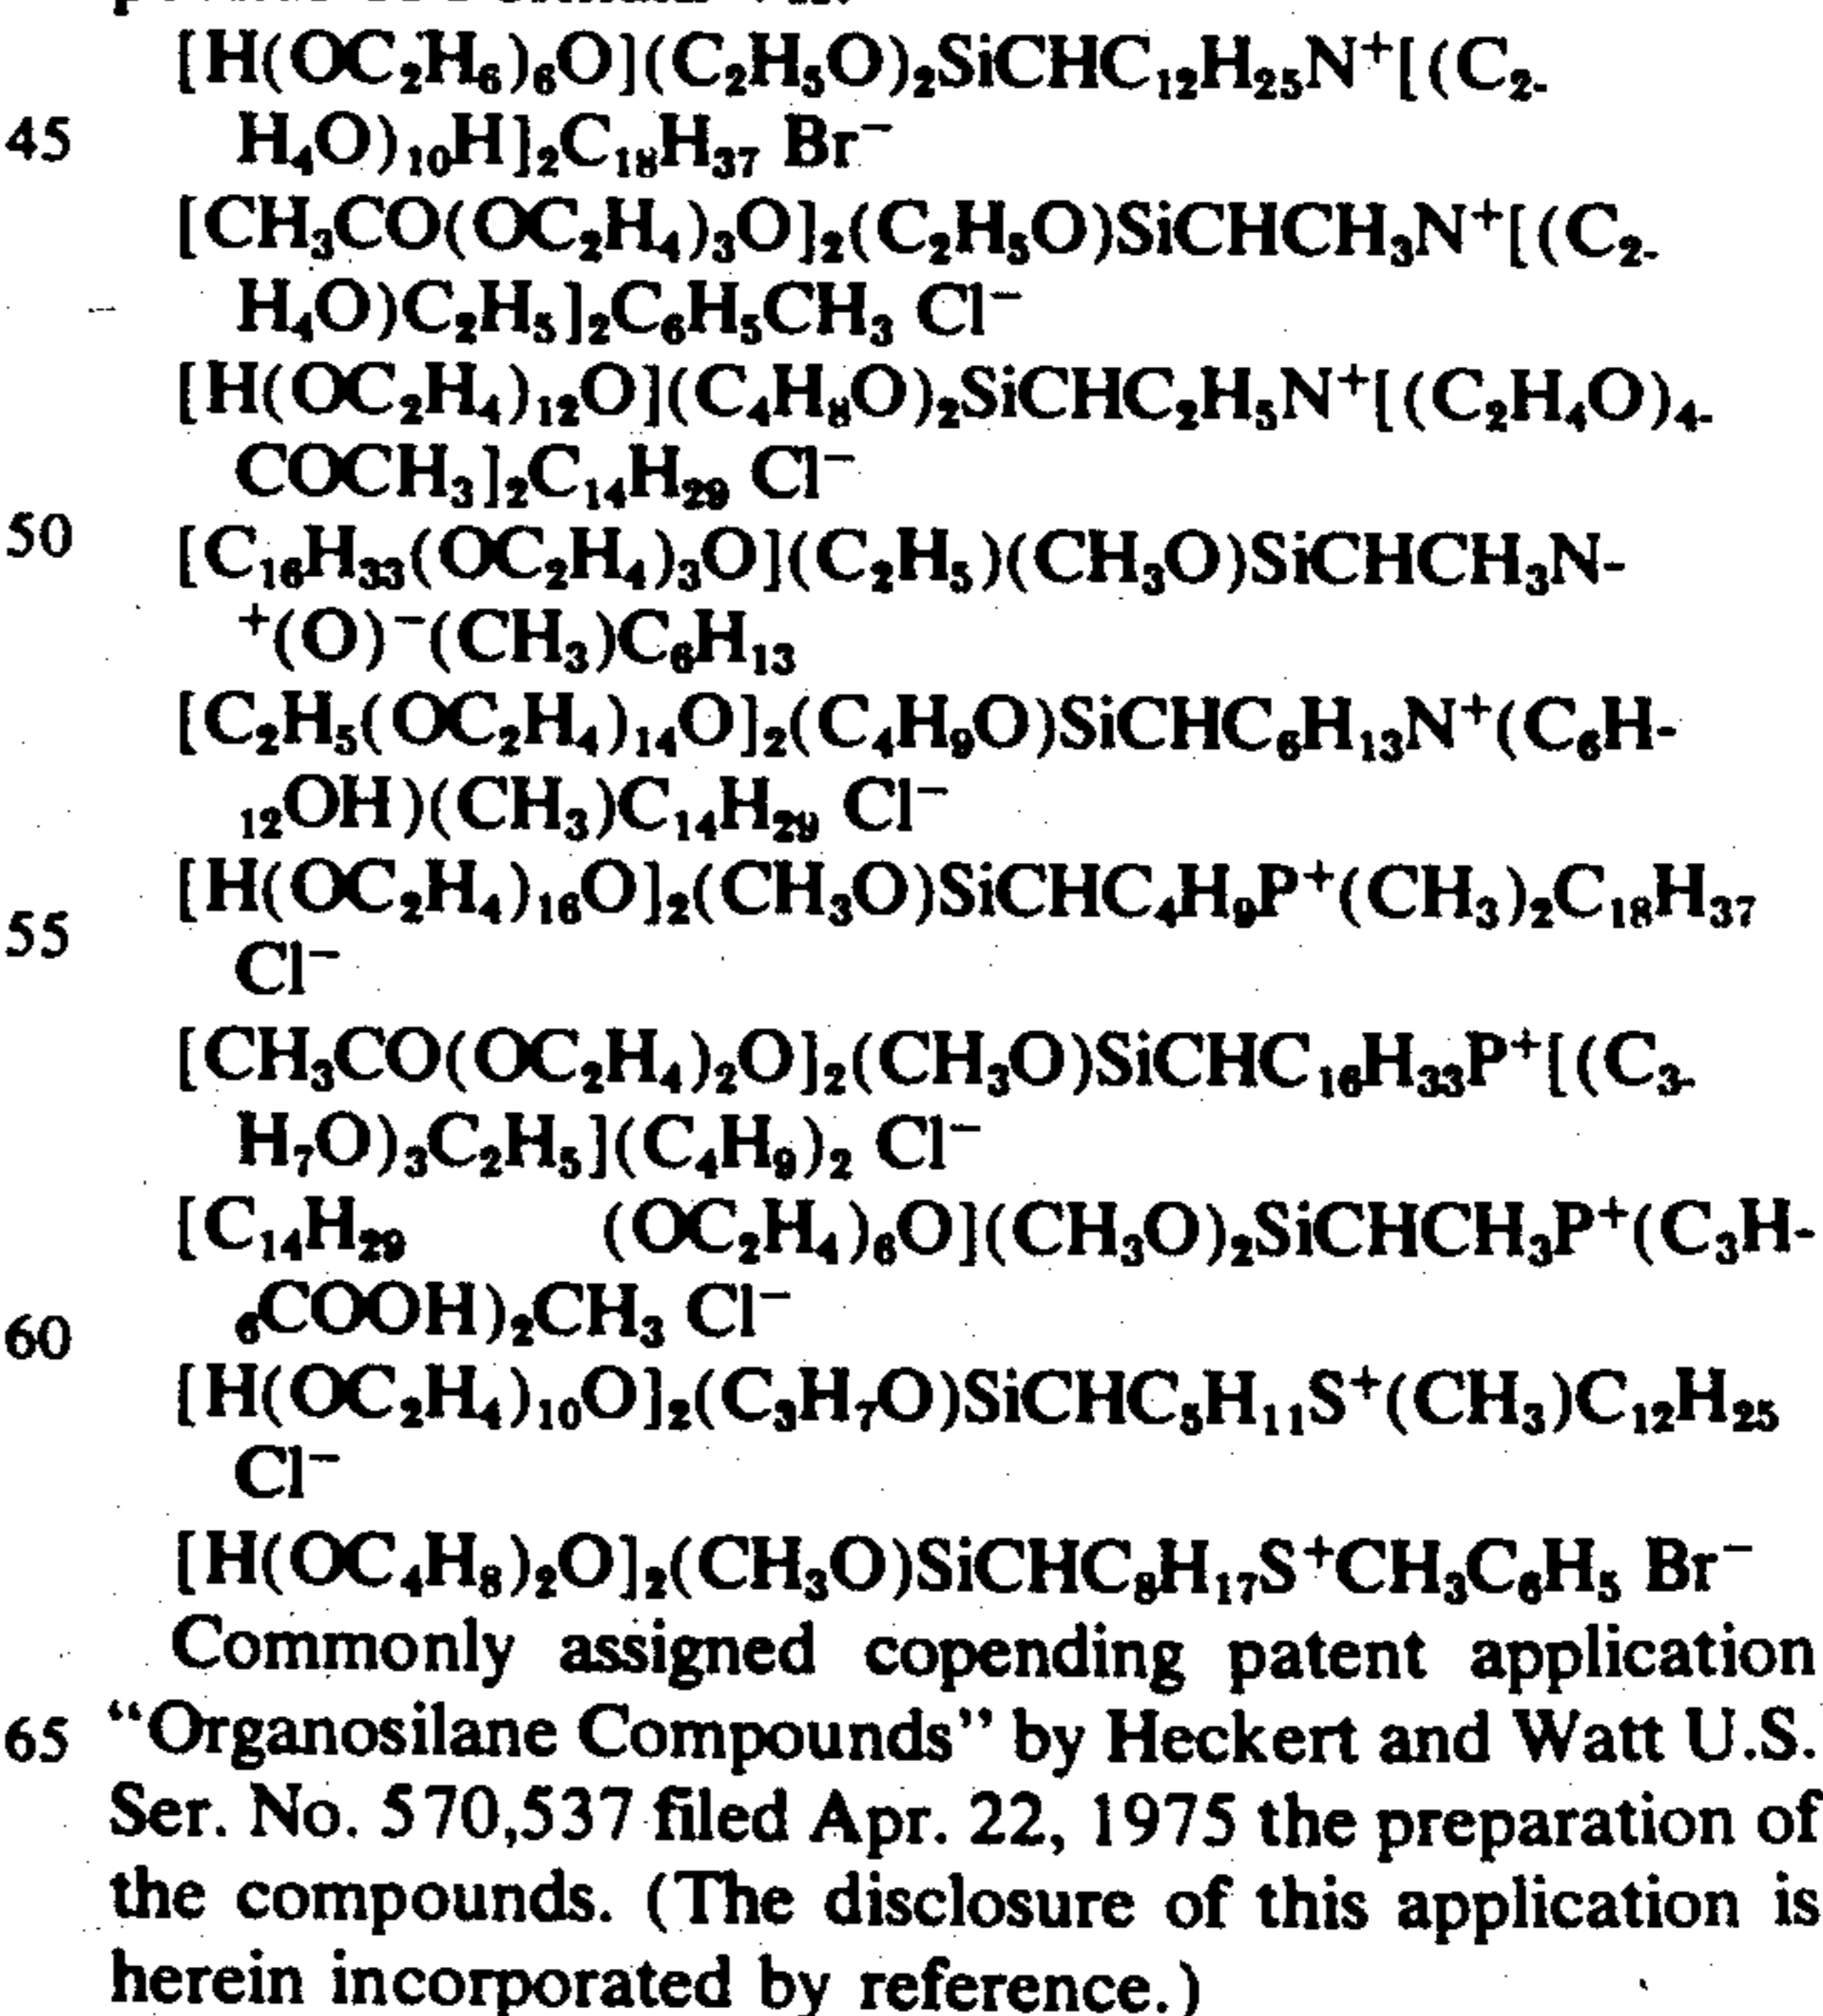 [H(OC₂H₆)₆O](C₂H₅O)₂SiCHC₁₂H₂₅N⁺[(C₂-
45 H₄O)₁₀H]₂C₁₈H₃₇ Br⁻
[CH₃CO(OC₂H₄)₃O]₂(C₂H₅O)SiCHCH₃N⁺[(C₂-
H₄O)C₂H₅]₂C₆H₅CH₃ Cl⁻
[H(OC₂H₄)₁₂O](C₄H₈O)₂SiCHC₂H₅N⁺[(C₂H₄O)₄-
COCH₃]₂C₁₄H₂₉ Cl⁻
50 [C₁₆H₃₃(OC₂H₄)₃O](C₂H₅)(CH₃O)SiCHCH₃N-
⁺(O)⁻(CH₃)C₆H₁₃
[C₂H₅(OC₂H₄)₁₄O]₂(C₄H₉O)SiCHC₆H₁₃N⁺(C₆H-
₁₂OH)(CH₃)C₁₄H₂₉ Cl⁻
[H(OC₂H₄)₁₆O]₂(CH₃O)SiCHC₄H₉P⁺(CH₃)₂C₁₈H₃₇
55 Cl⁻
[CH₃CO(OC₂H₄)₂O]₂(CH₃O)SiCHC₁₆H₃₃P⁺[(C₃-
H₇O)₃C₂H₅](C₄H₉)₂ Cl⁻
[C₁₄H₂₉ (OC₂H₄)₆O](CH₃O)₂SiCHCH₃P⁺(C₃H-
60 ₆COOH)₂CH₃ Cl⁻
[H(OC₂H₄)₁₀O]₂(C₃H₇O)SiCHC₅H₁₁S⁺(CH₃)C₁₂H₂₅
Cl⁻
[H(OC₄H₈)₂O]₂(CH₃O)SiCHC₈H₁₇S⁺CH₃C₆H₅ Br⁻
Commonly assigned copending patent application
65 “Organosilane Compounds” by Heckert and Watt U.S.
Ser. No. 570,537 filed Apr. 22, 1975 the preparation of
the compounds. (The disclosure of this application is
herein incorporated by reference.)